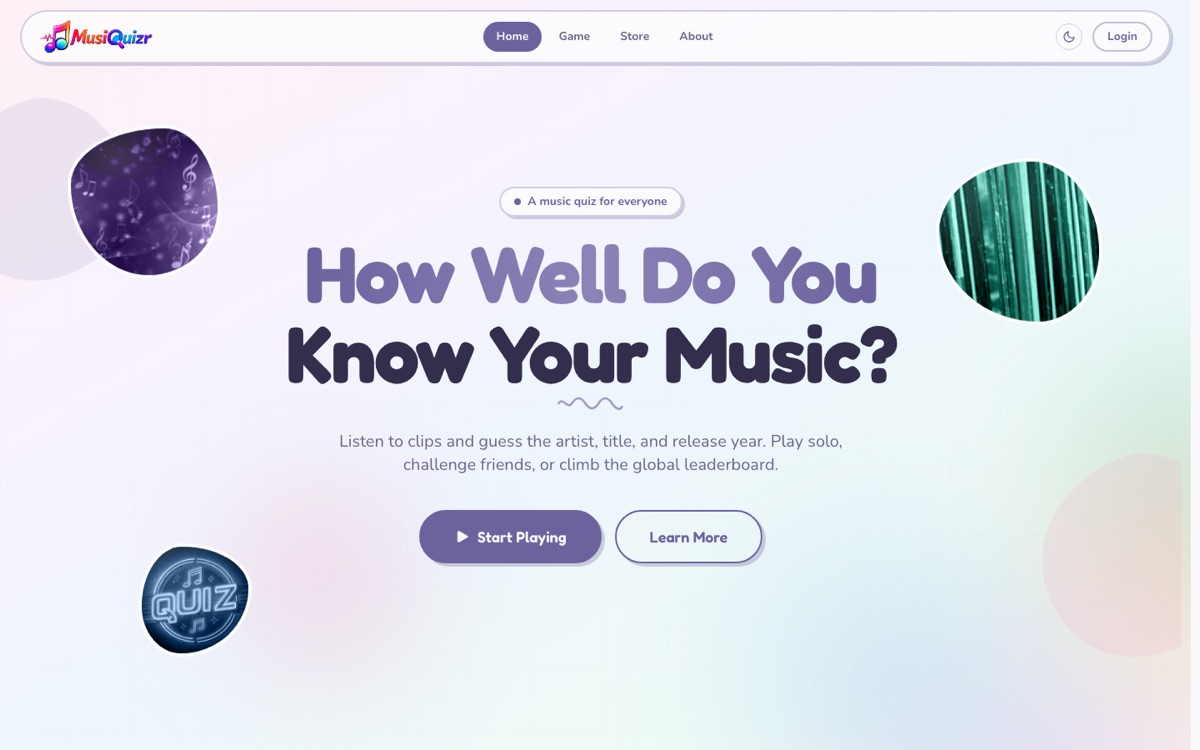 MusiQuizr
Home
Game
Store
About
Login
A music quiz for everyone
How Well Do You
Know Your Music?
Listen to clips and guess the artist, title, and release year. Play solo,
challenge friends, or climb the global leaderboard.
Start Playing
Learn More
QUIZ